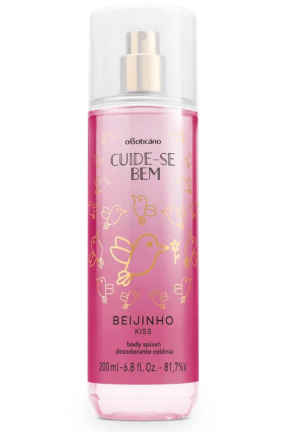 oBoticário
CUIDE-SE
BEM
BEIJINHO
KISS
body splash
desodorante colônia
200 ml - 6.8 fl. Oz. - 81,7%V